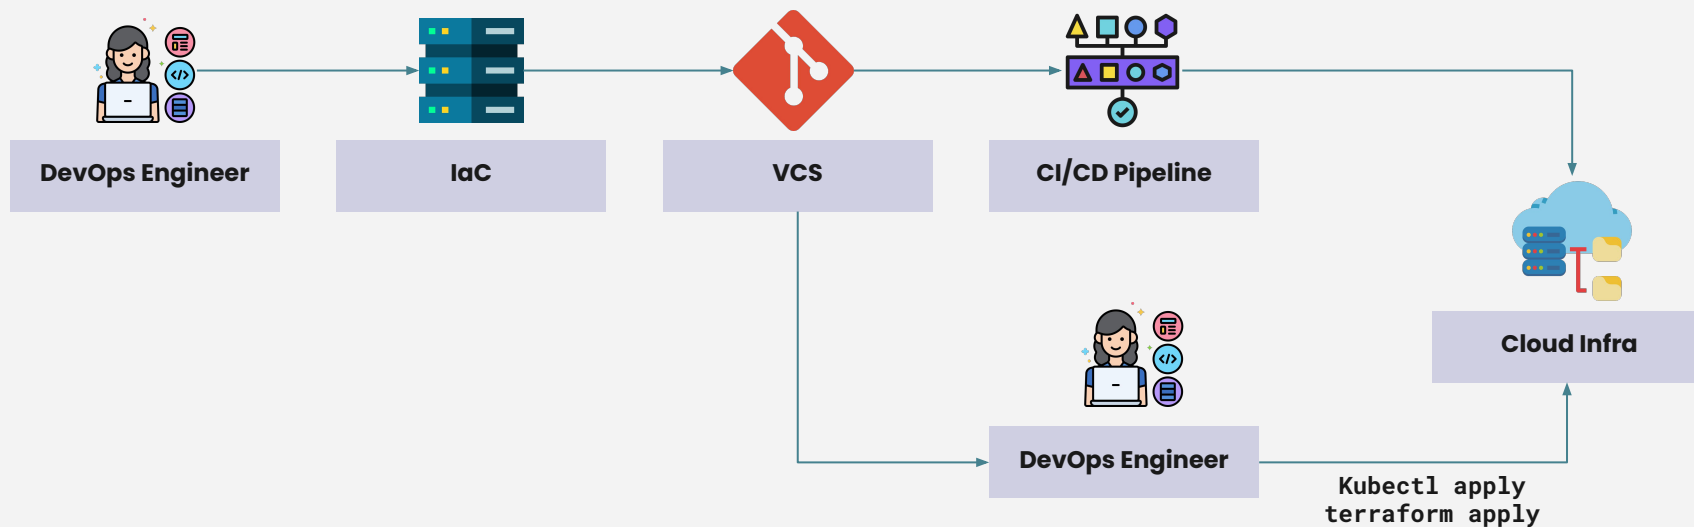 DevOps Engineer
IaC
VCS
CI/CD Pipeline
Cloud Infra
DevOps Engineer
Kubectl apply
terraform apply